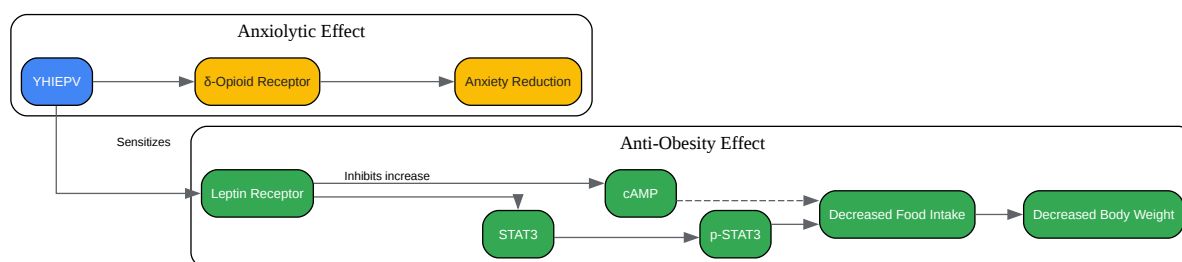 Anxiolytic Effect
YHIEPV
δ-Opioid Receptor
Anxiety Reduction
Sensitizes
Anti-Obesity Effect
Leptin Receptor
Inhibits increase
cAMP
STAT3
p-STAT3
Decreased Food Intake
Decreased Body Weight